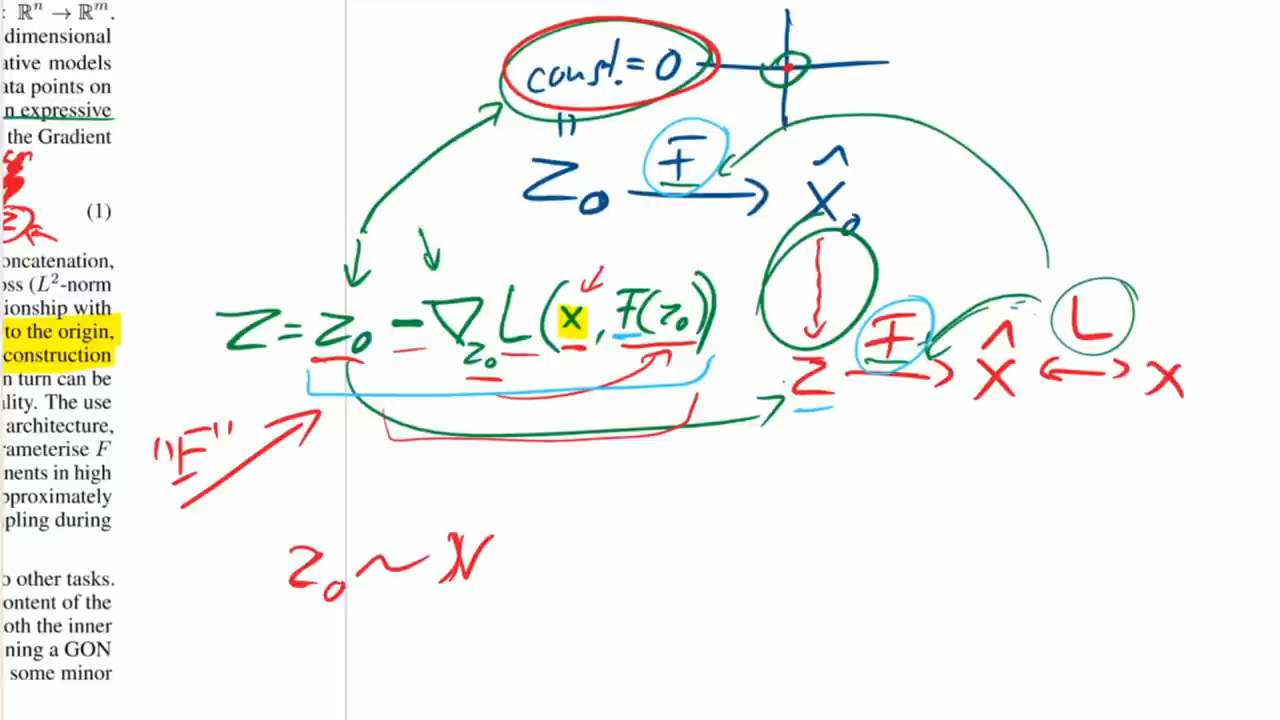 : ℝⁿ → ℝᵐ.
dimensional
ative models
ata points on
n expressive
the Gradient
(1)
oncatenation,
oss (L²-norm
ionship with
to the origin,
construction
n turn can be
lity. The use
architecture,
rameterise F
nents in high
pproximately
pling during
o other tasks.
ontent of the
oth the inner
ning a GON
some minor
const. = 0
z₀ → F x̂₀
z = z₀ - ∇z₀ L(x, F(z₀))
z → F x̂ ↔ L x
"E"
z₀ ~ N